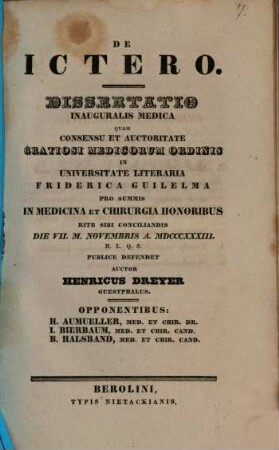 7.
DE
ICTERO.
DISSERTATIO
INAUGURALIS MEDICA
QUAM
CONSENSU ET AUCTORITATE
GRATIOSI MEDICORUM ORDINIS
IN
UNIVERSITATE LITERARIA
FRIDERICA GUILELMA
PRO SUMMIS
IN MEDICINA ET CHIRURGIA HONORIBUS
RITE SIBI CONCILIANDIS
DIE VII. M. NOVEMBRIS A. MDCCCXXXIII.
H. L. Q. S.
PUBLICE DEFENDET
AUCTOR
HENRICUS DREYER
GUESTPHALUS.
OPPONENTIBUS:
H. AUMUELLER, MED. ET CHIR. DR.
I. BIERBAUM, MED. ET CHIR. CAND.
B. HALSBAND, MED. ET CHIR. CAND.
BEROLINI,
TYPIS NIETACKIANIS.